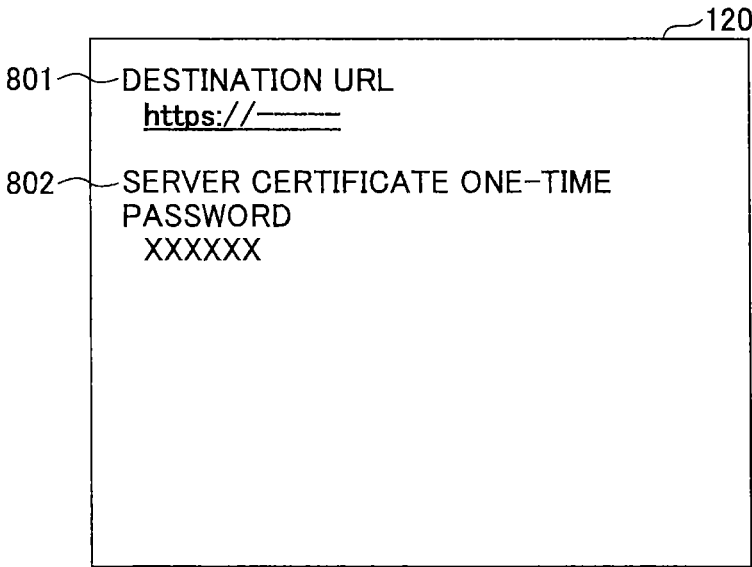 120
801 DESTINATION URL
https://———
802 SERVER CERTIFICATE ONE-TIME
PASSWORD
XXXXXX